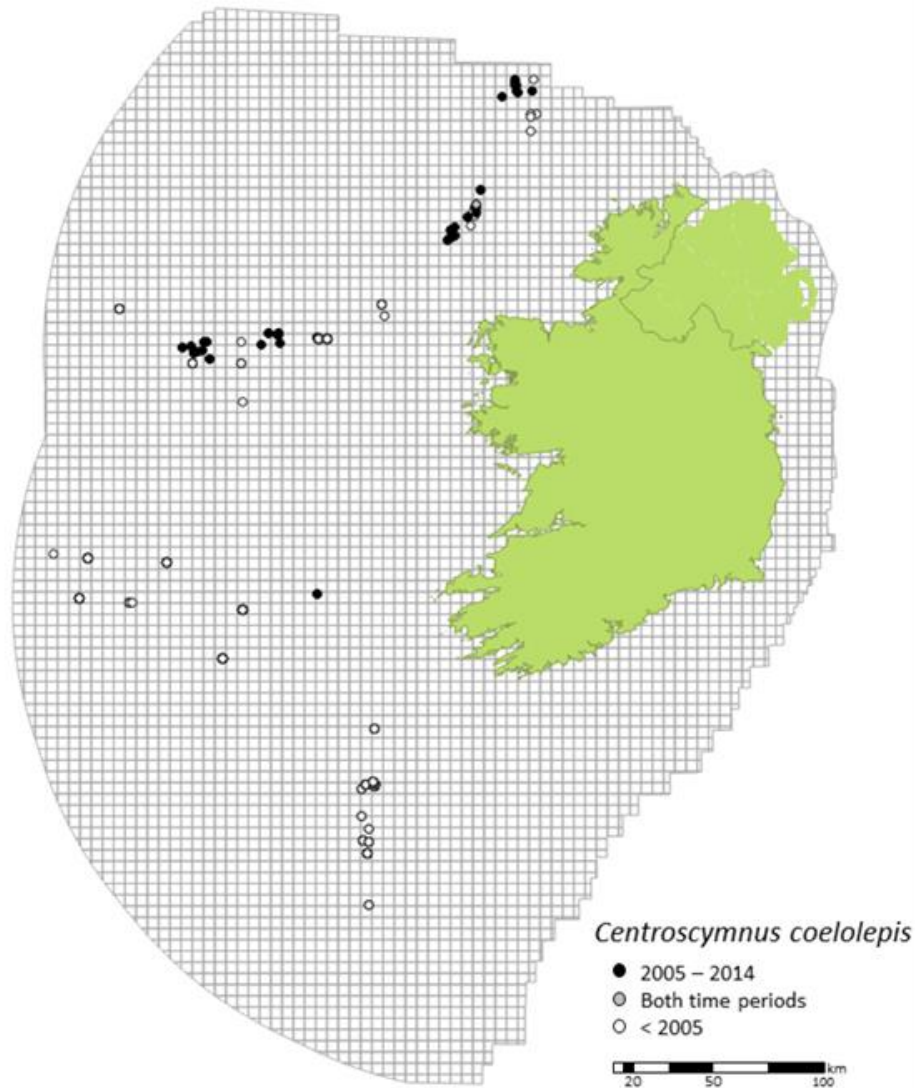 Centroscymnus coelolepis
2005 – 2014
Both time periods
< 2005
km
20 50 100